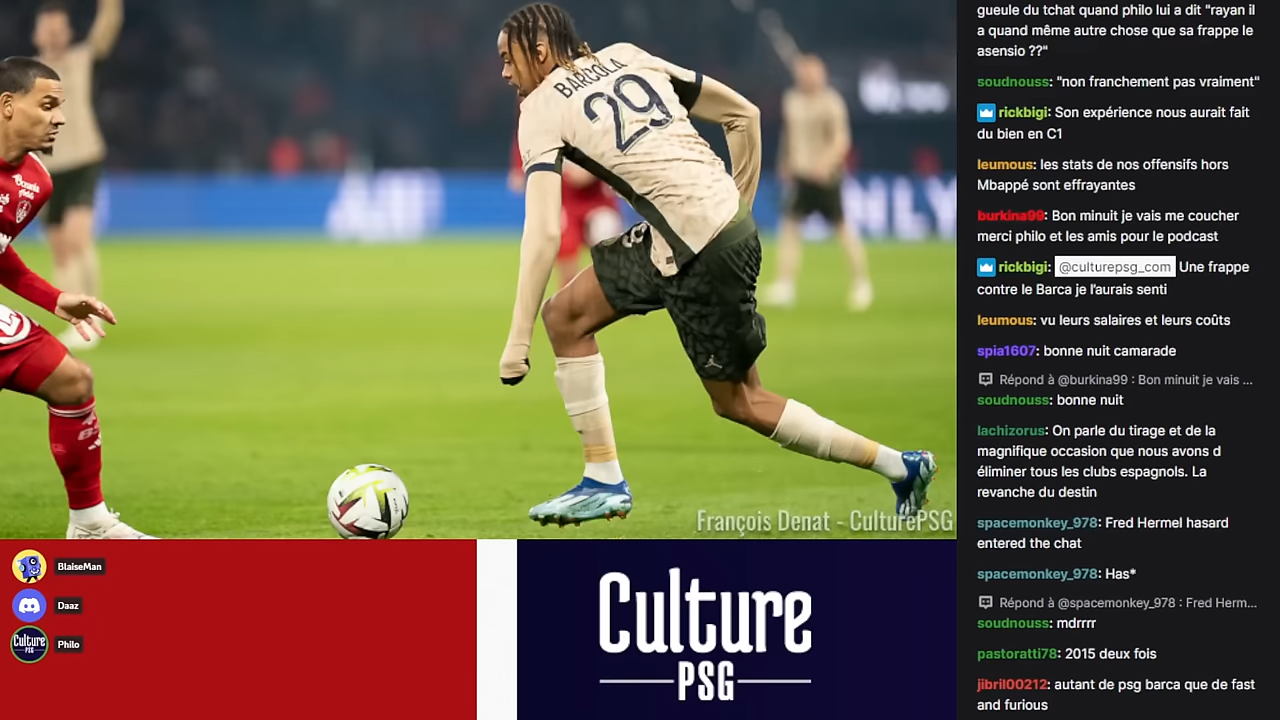 BARCOLA
29
NLY
François Denat - CulturePSG
BlaiseMan
Daaz
Culture
PSG
Philo
Culture
PSG
gueule du tchat quand philo lui a dit "rayan il
a quand même autre chose que sa frappe le
asensio ??"
soudnouss: "non franchement pas vraiment"
rickbigi: Son expérience nous aurait fait
du bien en C1
leumous: les stats de nos offensifs hors
Mbappé sont effrayantes
burkina99: Bon minuit je vais me coucher
merci philo et les amis pour le podcast
rickbigi: @culturepsg_com Une frappe
contre le Barca je l'aurais senti
leumous: vu leurs salaires et leurs coûts
spia1607: bonne nuit camarade
Répond à @burkina99 : Bon minuit je vais ...
soudnouss: bonne nuit
lachizorus: On parle du tirage et de la
magnifique occasion que nous avons d
éliminer tous les clubs espagnols. La
revanche du destin
spacemonkey_978: Fred Hermel hasard
entered the chat
spacemonkey_978: Has*
Répond à @spacemonkey_978 : Fred Herm...
soudnouss: mdrrrr
pastoratti78: 2015 deux fois
jibril00212: autant de psg barca que de fast
and furious